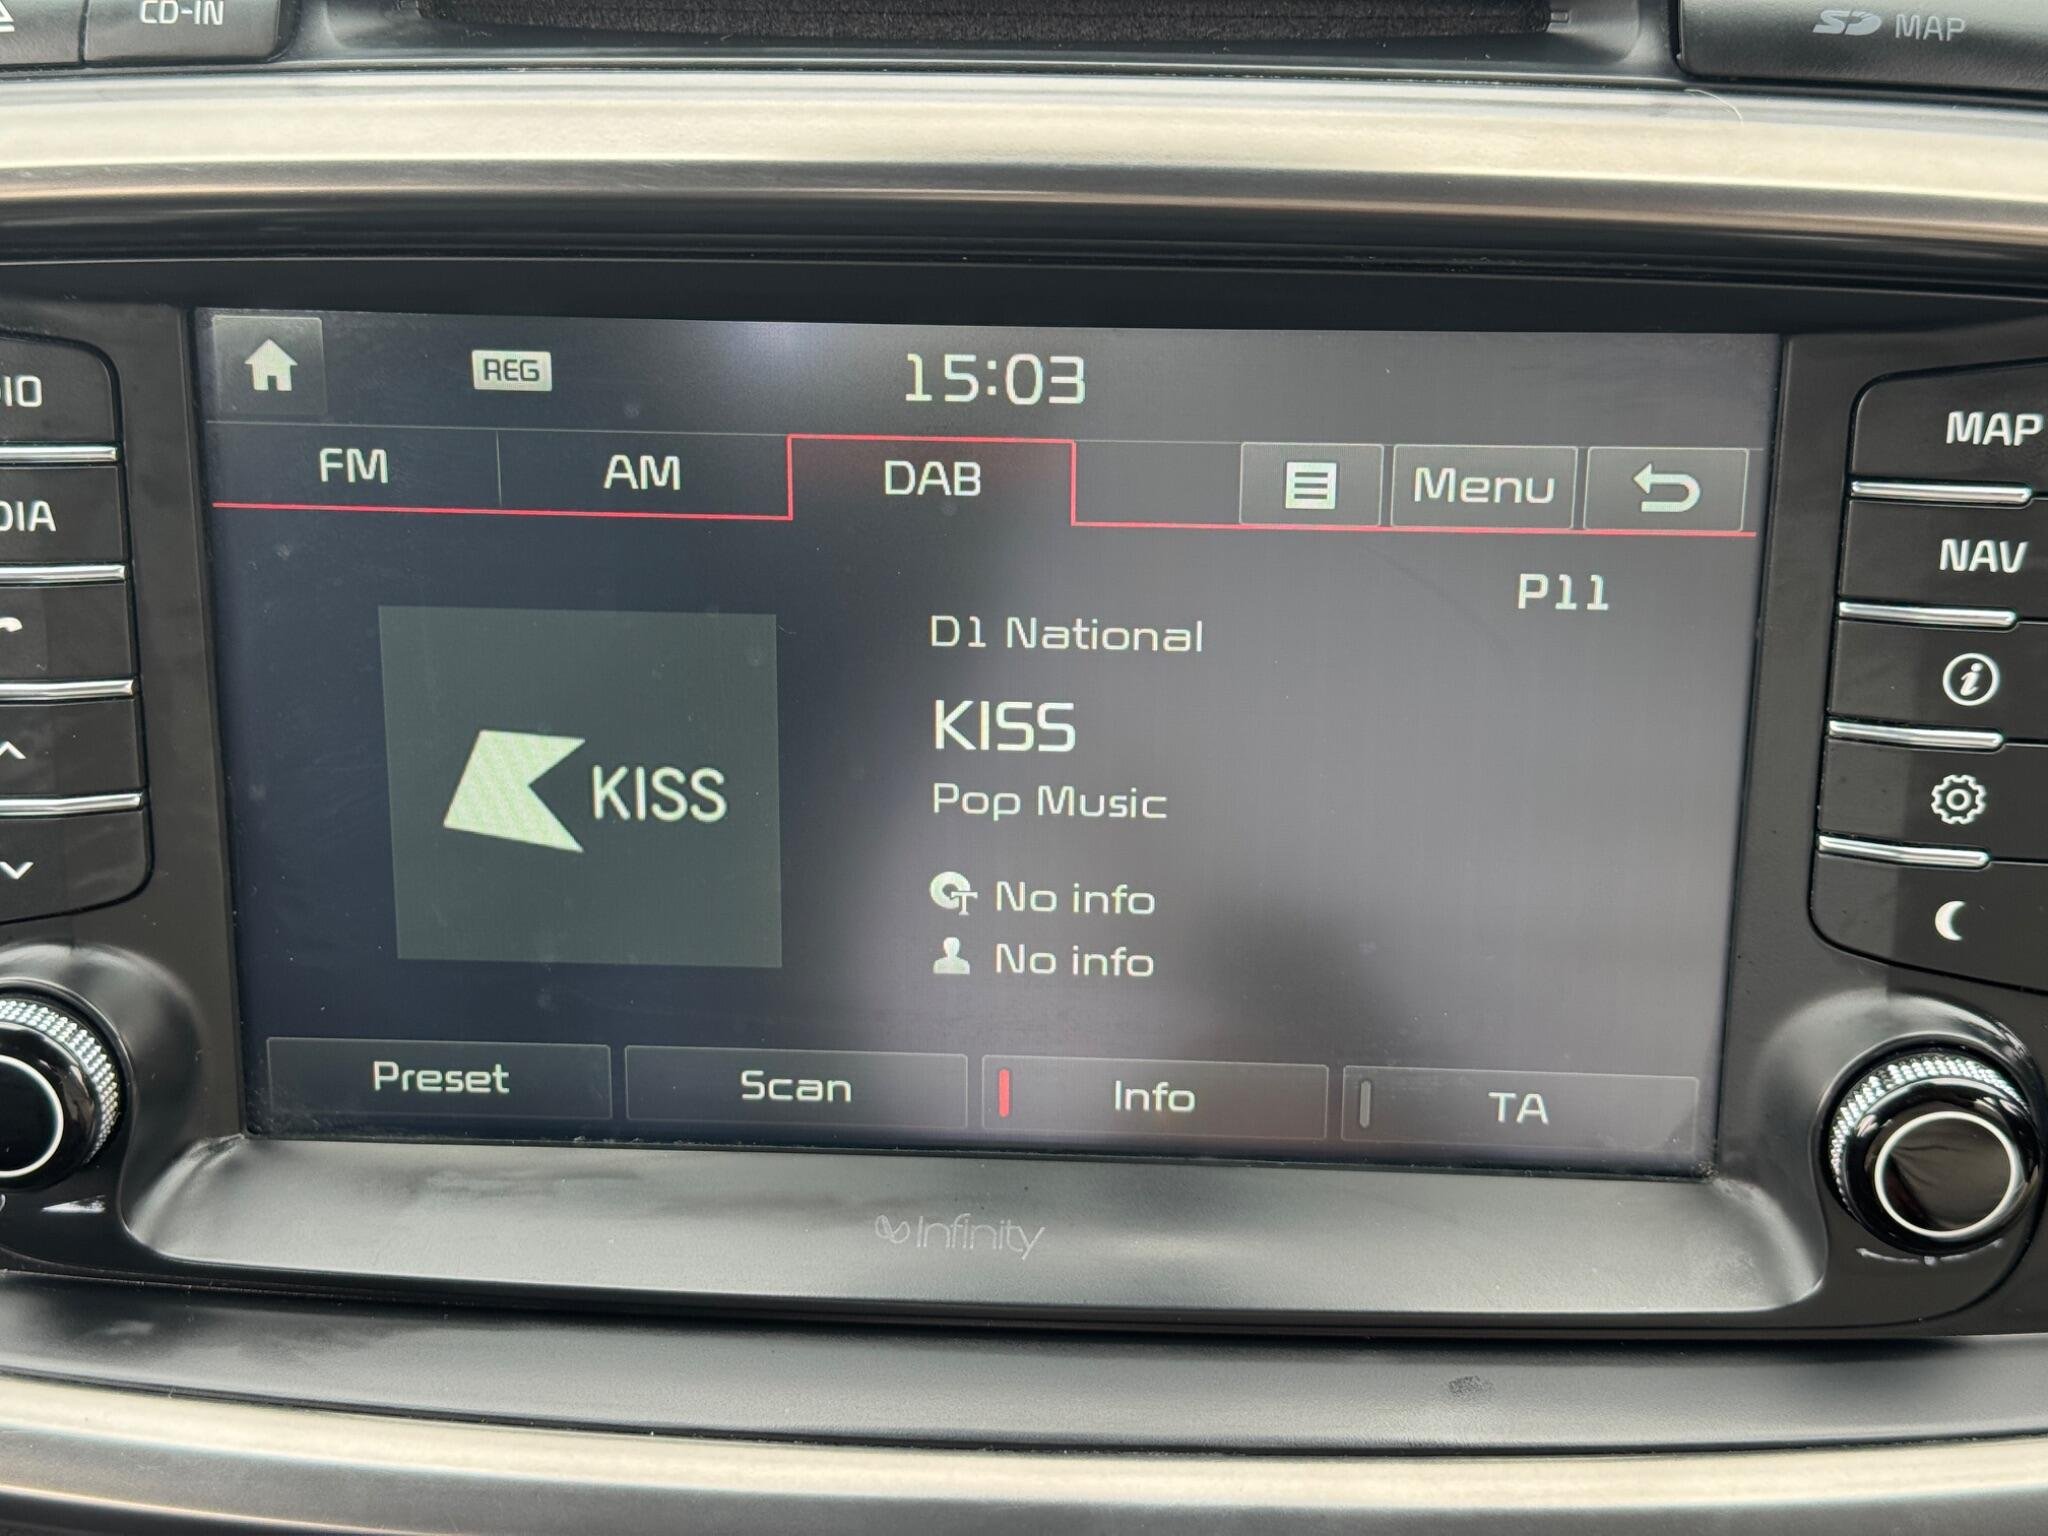 CD-IN
SD MAP
REG
15:03
FM
AM
DAB
Menu
P11
D1 National
KISS
KISS
Pop Music
No info
No info
Preset
Scan
Info
TA
MAP
NAV
Infinity